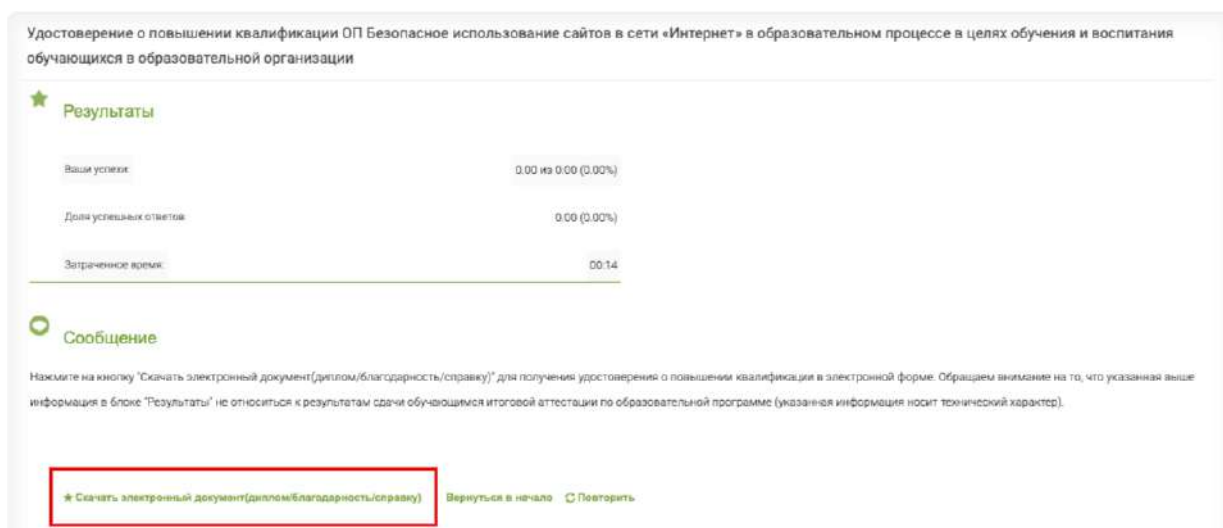 Удостоверение о повышении квалификации ОП Безопасное использование сайтов в сети «Интернет» в образовательном процессе в целях обучения и воспитания
обучающихся в образовательной организации
Результаты
Ваши успехи: 0.00 из 0.00 (0.00%)
Доля успешных ответов 0.00 (0.00%)
Затраченное время: 00:14
Сообщение
Нажмите на кнопку "Скачать электронный документ(диплом/благодарность/справку)" для получения удостоверения о повышении квалификации в электронной форме. Обращаем внимание на то, что указанная выше
информация в блоке "Результаты" не относиться к результатам сдачи обучающимся итоговой аттестации по образовательной программе (указанная информация носит технический характер).
Скачать электронный документ(диплом/благодарность/справку) Вернуться в начало Повторить